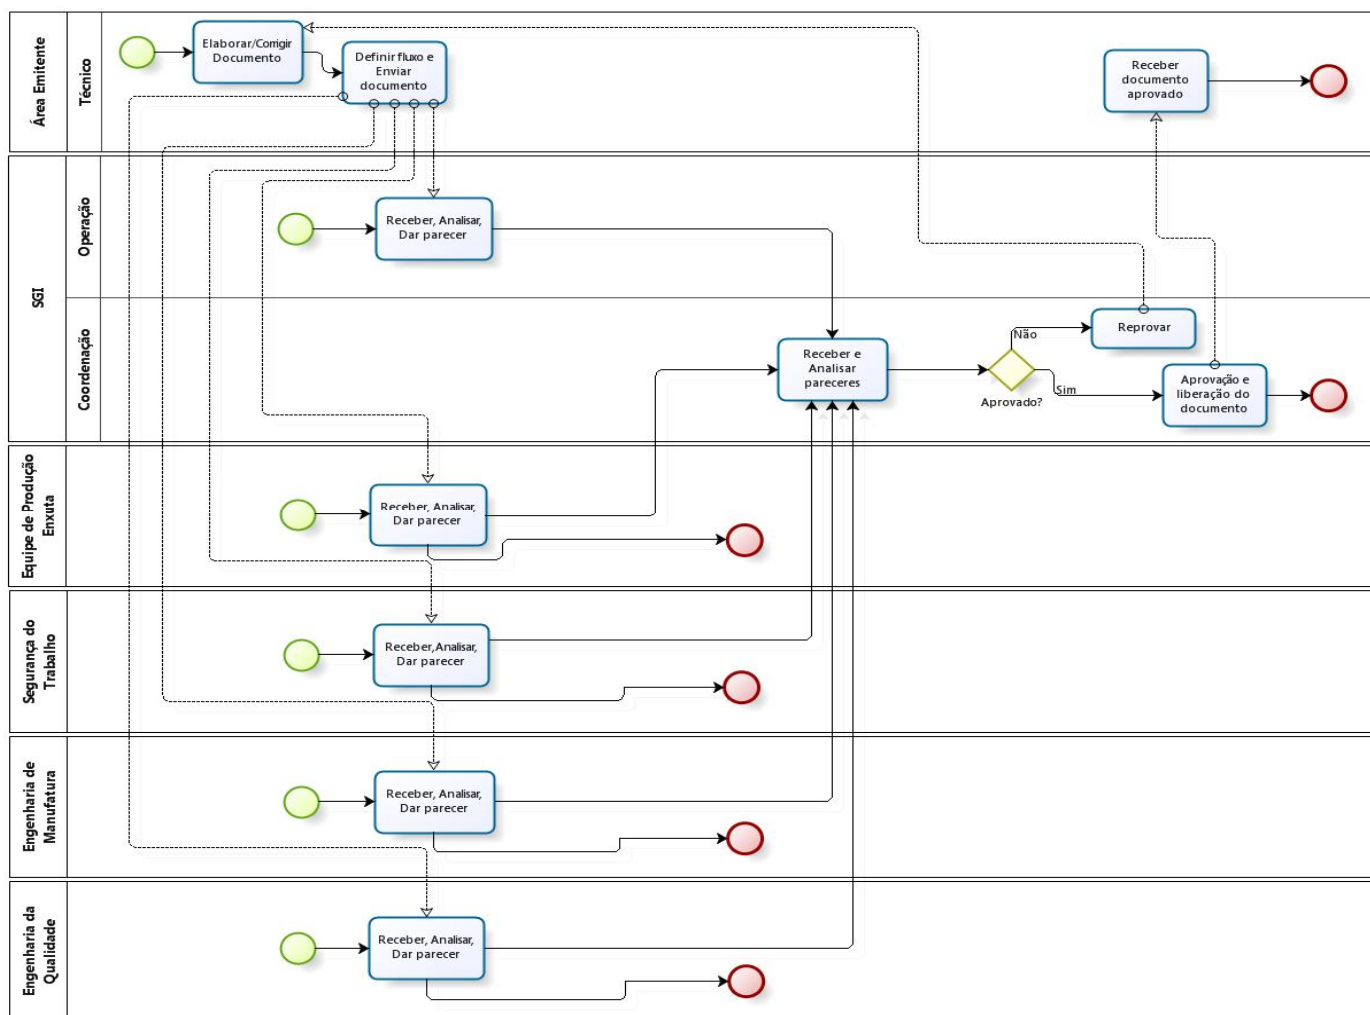 Área Emitente
Técnico
Elaborar/Corrigir
Documento
Definir fluxo e
Enviar
documento
Receber
documento
aprovado
SGI
Operação
Receber, Analisar,
Dar parecer
Coordenação
Receber e
Analisar
pareceres
Aprovado?
Não
Sim
Reprovar
Aprovação e
liberação do
documento
Equipe de Produção
Enxuta
Receber, Analisar,
Dar parecer
Segurança do
Trabalho
Receber,Analisar,
Dar parecer
Engenharia de
Manufatura
Receber, Analisar,
Dar parecer
Engenharia da
Qualidade
Receber, Analisar,
Dar parecer